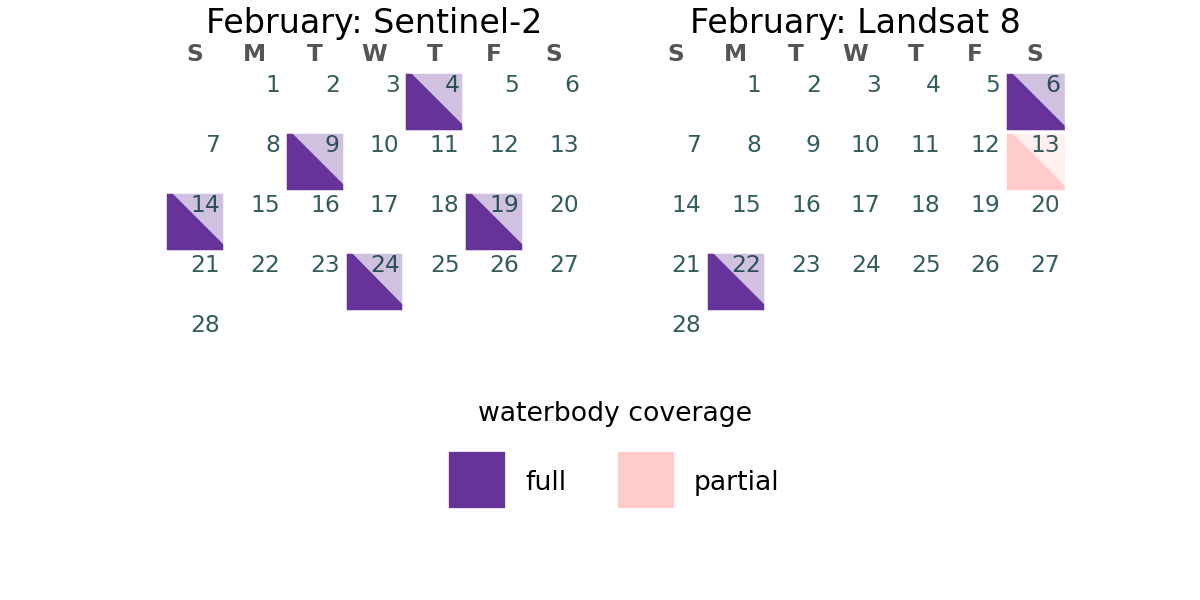 February: Sentinel-2
S M T W T F S
1 2 3 4 5 6
7 8 9 10 11 12 13
14 15 16 17 18 19 20
21 22 23 24 25 26 27
28
February: Landsat 8
S M T W T F S
1 2 3 4 5 6
7 8 9 10 11 12 13
14 15 16 17 18 19 20
21 22 23 24 25 26 27
28
waterbody coverage
full
partial